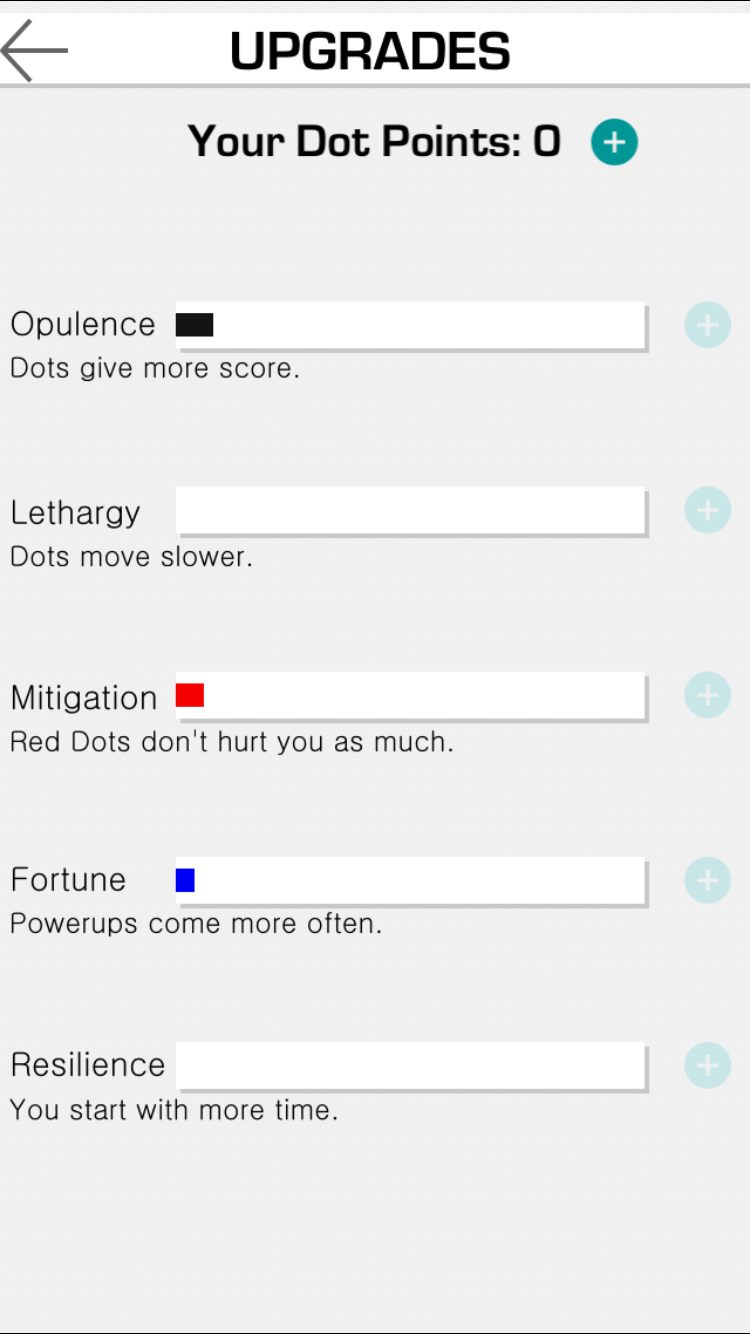 UPGRADES
Your Dot Points: 0
Opulence
Dots give more score.
Lethargy
Dots move slower.
Mitigation
Red Dots don't hurt you as much.
Fortune
Powerups come more often.
Resilience
You start with more time.